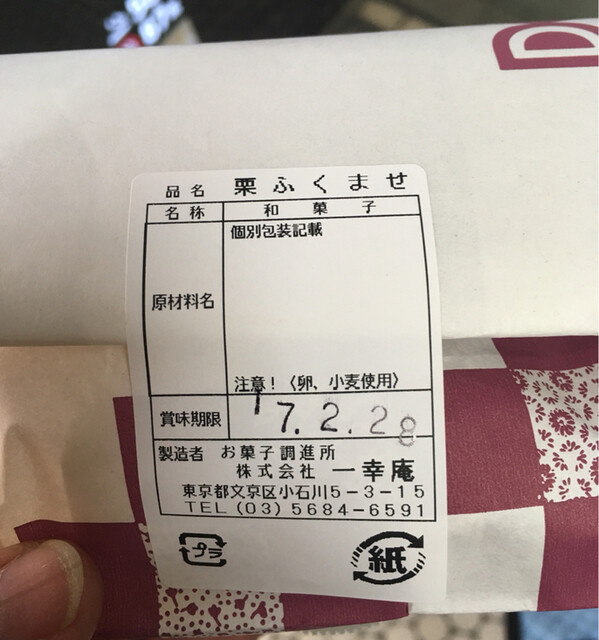 D
品名 栗ふくませ
名称 和菓子
個別包装記載
原材料名
注意!〈卵、小麦使用〉
賞味期限 '7.2.28
製造者 お菓子調進所
株式会社 一幸庵
東京都文京区小石川5-3-15
TEL(03)5684-6591
プラ 紙